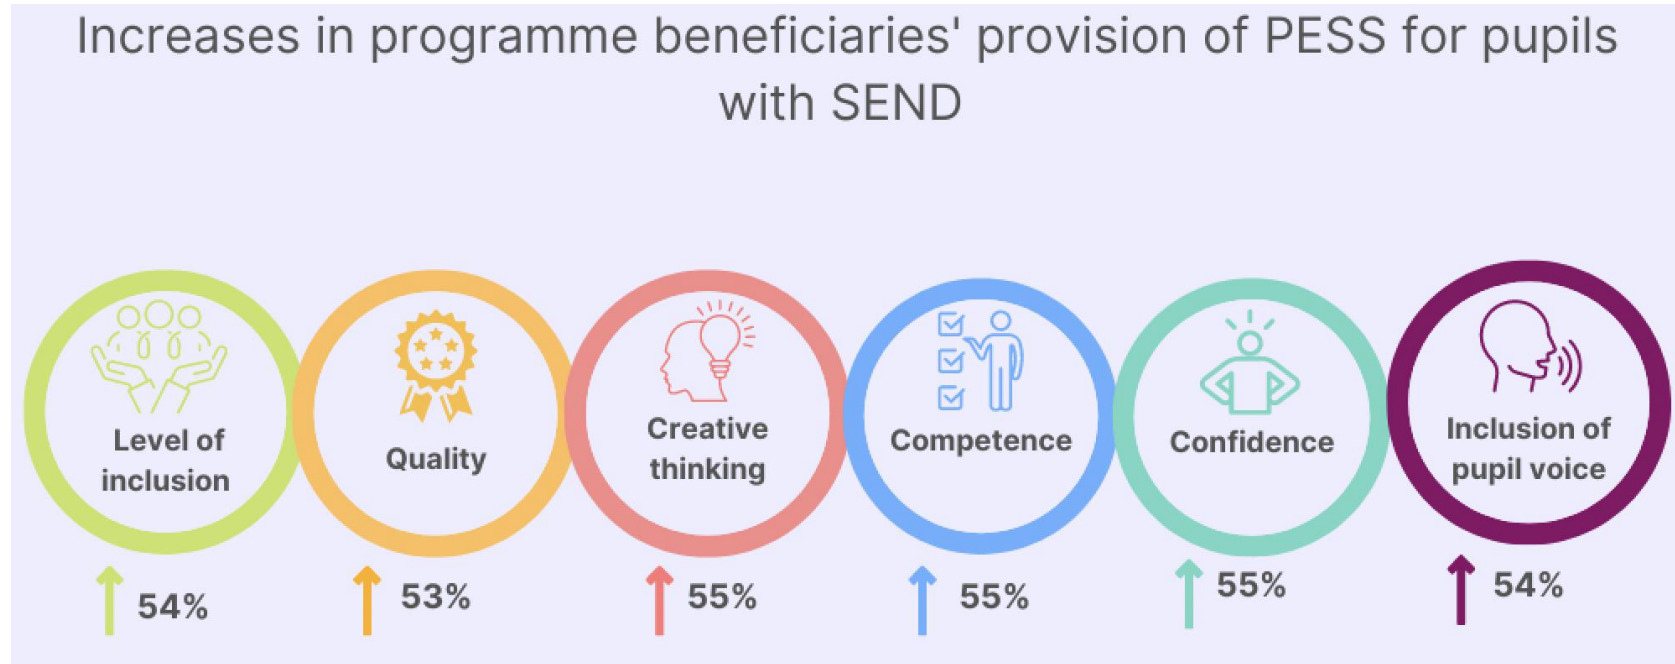 Increases in programme beneficiaries' provision of PESS for pupils
with SEND
Level of
inclusion
54%
Quality
53%
Creative
thinking
55%
Competence
55%
Confidence
55%
Inclusion of
pupil voice
54%